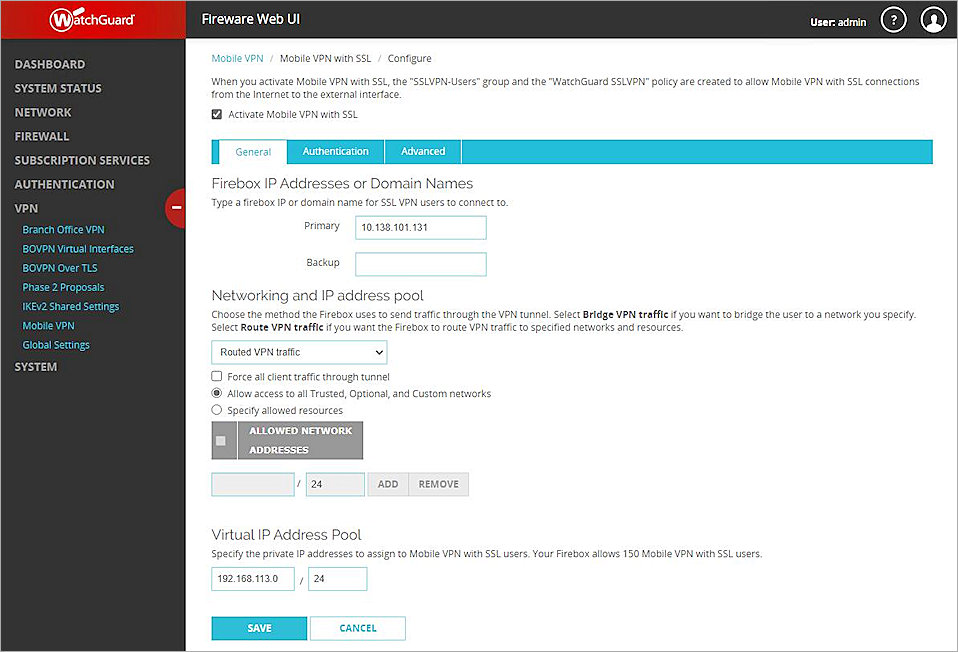 WatchGuard
Fireware Web UI
User: admin
?
DASHBOARD
SYSTEM STATUS
NETWORK
FIREWALL
SUBSCRIPTION SERVICES
AUTHENTICATION
VPN
Branch Office VPN
BOVPN Virtual Interfaces
BOVPN Over TLS
Phase 2 Proposals
IKEv2 Shared Settings
Mobile VPN
Global Settings
SYSTEM
Mobile VPN / Mobile VPN with SSL / Configure
When you activate Mobile VPN with SSL, the "SSLVPN-Users" group and the "WatchGuard SSLVPN" policy are created to allow Mobile VPN with SSL connections
from the Internet to the external interface.
Activate Mobile VPN with SSL
General Authentication Advanced
Firebox IP Addresses or Domain Names
Type a firebox IP or domain name for SSL VPN users to connect to.
Primary 10.138.101.131
Backup
Networking and IP address pool
Choose the method the Firebox uses to send traffic through the VPN tunnel. Select Bridge VPN traffic if you want to bridge the user to a network you specify.
Select Route VPN traffic if you want the Firebox to route VPN traffic to specified networks and resources.
Routed VPN traffic
Force all client traffic through tunnel
Allow access to all Trusted, Optional, and Custom networks
Specify allowed resources
ALLOWED NETWORK
ADDRESSES
/ 24 ADD REMOVE
Virtual IP Address Pool
Specify the private IP addresses to assign to Mobile VPN with SSL users. Your Firebox allows 150 Mobile VPN with SSL users.
192.168.113.0 / 24
SAVE CANCEL